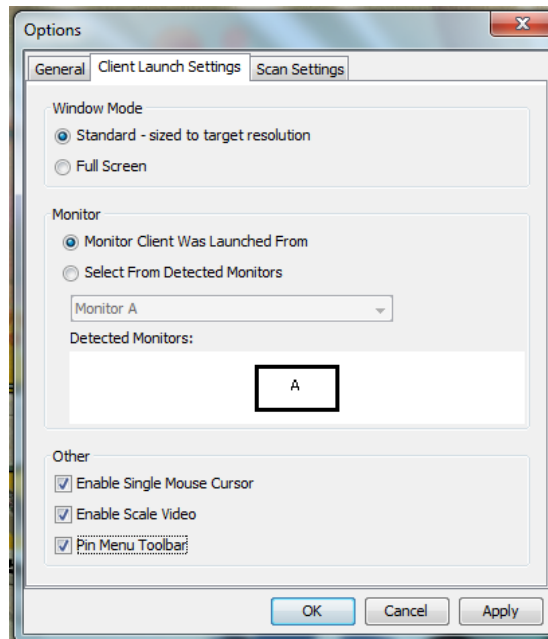 Options
General Client Launch Settings Scan Settings
Window Mode
Standard - sized to target resolution
Full Screen
Monitor
Monitor Client Was Launched From
Select From Detected Monitors
Monitor A
Detected Monitors:
A
Other
Enable Single Mouse Cursor
Enable Scale Video
Pin Menu Toolbar
OK Cancel Apply